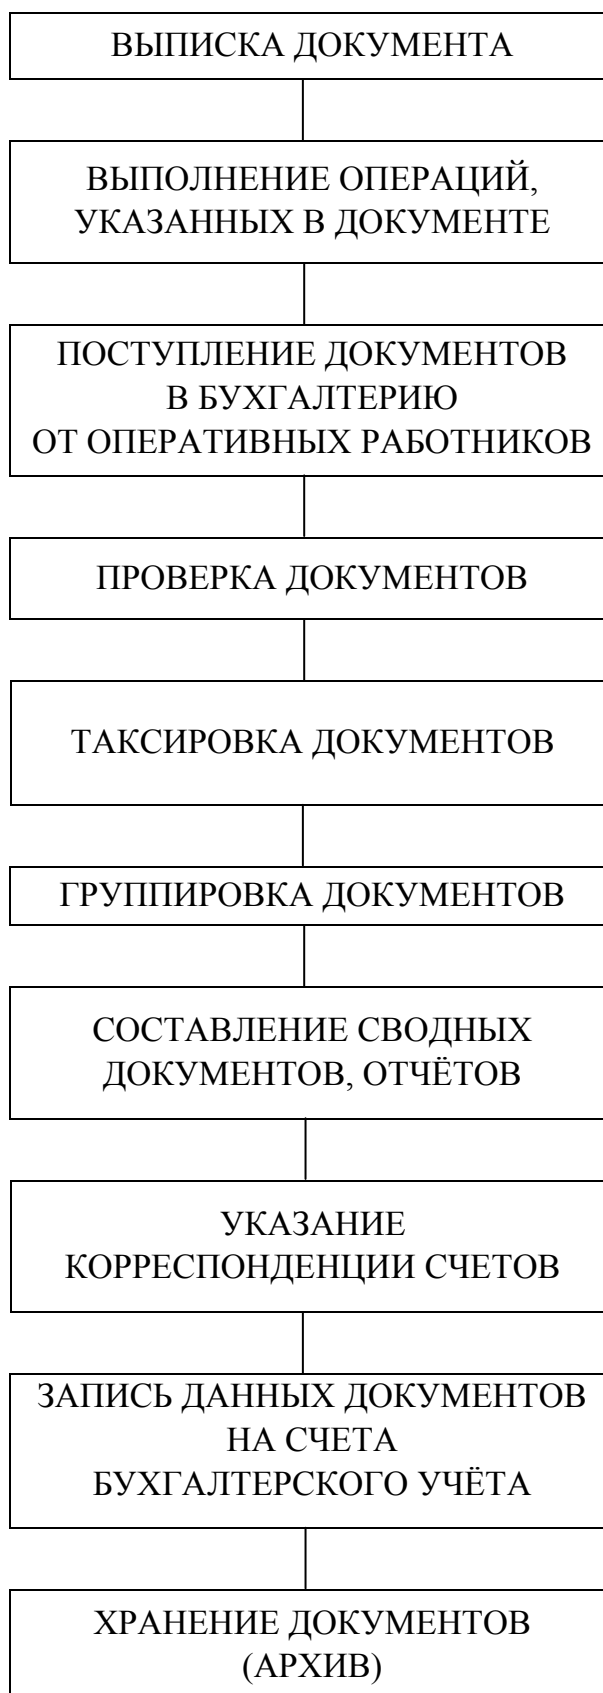 ВЫПИСКА ДОКУМЕНТА
ВЫПОЛНЕНИЕ ОПЕРАЦИЙ,
УКАЗАННЫХ В ДОКУМЕНТЕ
ПОСТУПЛЕНИЕ ДОКУМЕНТОВ
В БУХГАЛТЕРИЮ
ОТ ОПЕРАТИВНЫХ РАБОТНИКОВ
ПРОВЕРКА ДОКУМЕНТОВ
ТАКСИРОВКА ДОКУМЕНТОВ
ГРУППИРОВКА ДОКУМЕНТОВ
СОСТАВЛЕНИЕ СВОДНЫХ
ДОКУМЕНТОВ, ОТЧЁТОВ
УКАЗАНИЕ
КОРРЕСПОНДЕНЦИИ СЧЕТОВ
ЗАПИСЬ ДАННЫХ ДОКУМЕНТОВ
НА СЧЕТА
БУХГАЛТЕРСКОГО УЧЁТА
ХРАНЕНИЕ ДОКУМЕНТОВ
(АРХИВ)